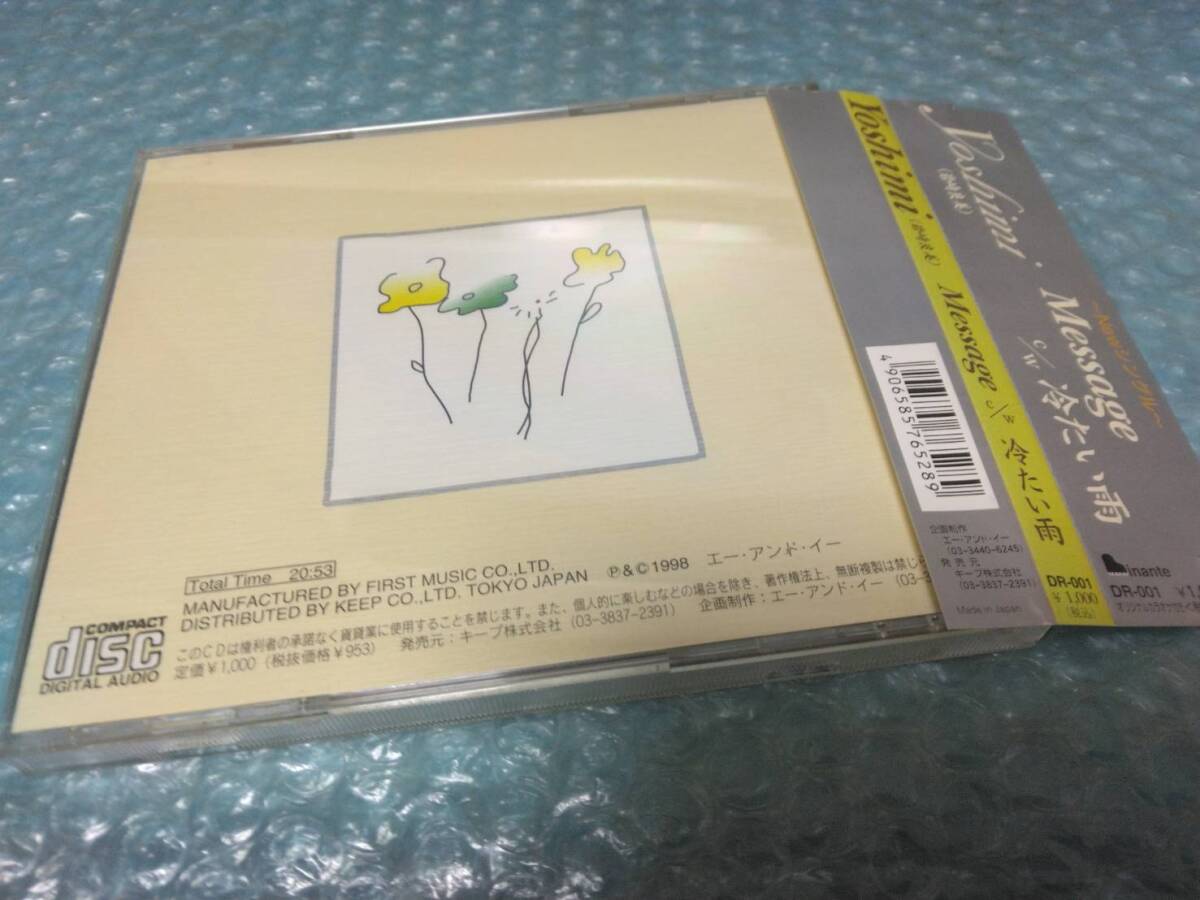 Total Time 20:53
MANUFACTURED BY FIRST MUSIC CO.,LTD.
DISTRIBUTED BY KEEP CO.,LTD. TOKYO JAPAN
Ⓟ&©1998 エー・アンド・イー
COMPACT
disc
DIGITAL AUDIO
このCDは権利者の承諾なく賃貸業に使用することを禁じます。また、個人的に楽しむなどの場合を除き、著作権法上、無断複製は禁じら
定価¥1,000(税抜価格¥953) 発売元:キープ株式会社(03-3837-2391) 企画制作:エー・アンド・イー (03-3
4906585765289
企画制作
エー・アンド・イー
(03-3440-6245)
発売元
キープ株式会社
(03-3837-2391)
Made in Japan
Yoshimi Message c/w 冷たい雨
DR-001
¥1,000
(税込)
Yoshimi Message
c/w 冷たい雨
inante
DR-001 ¥1,